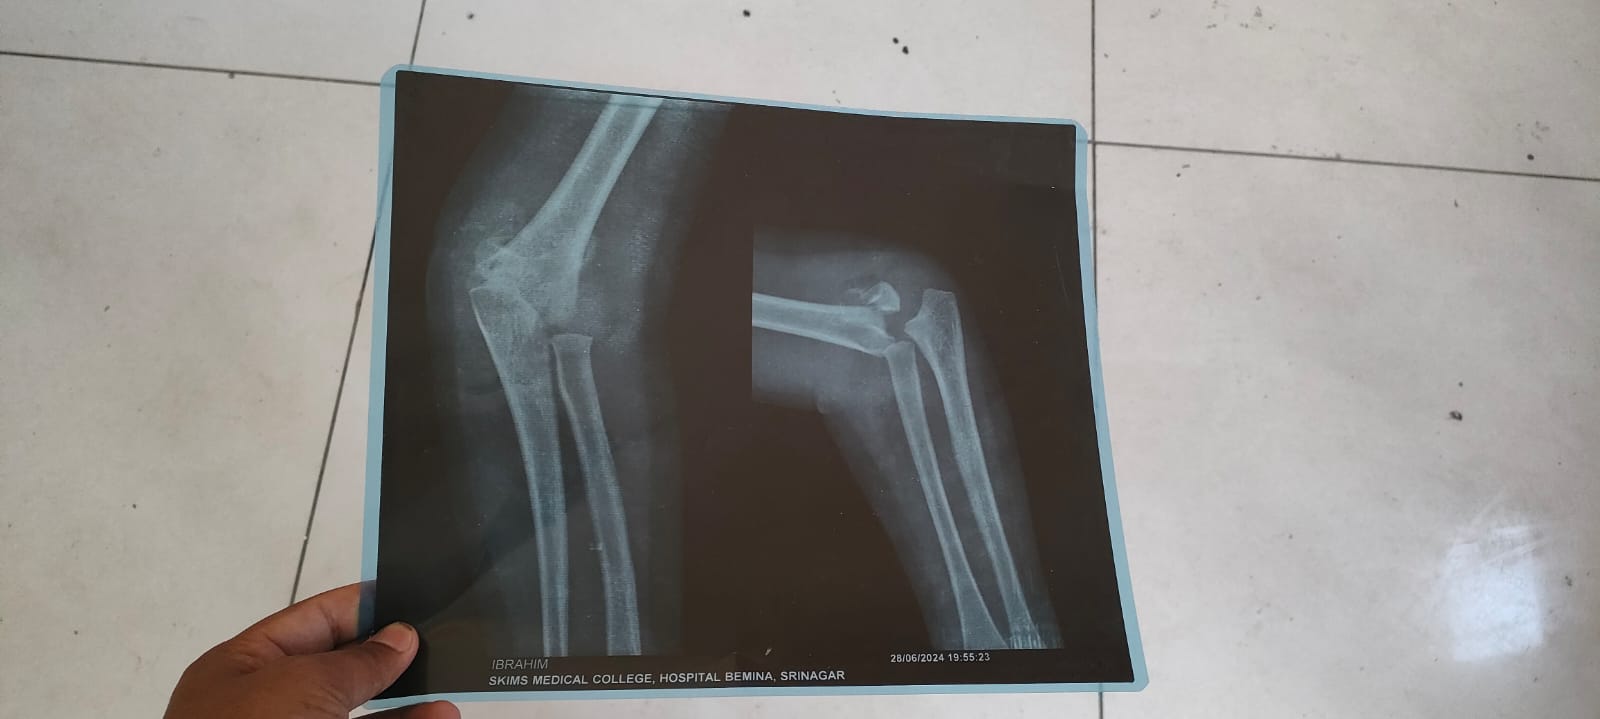 IBRAHIM
SKIMS MEDICAL COLLEGE, HOSPITAL BEMINA, SRINAGAR
28/06/2024 19:55:23